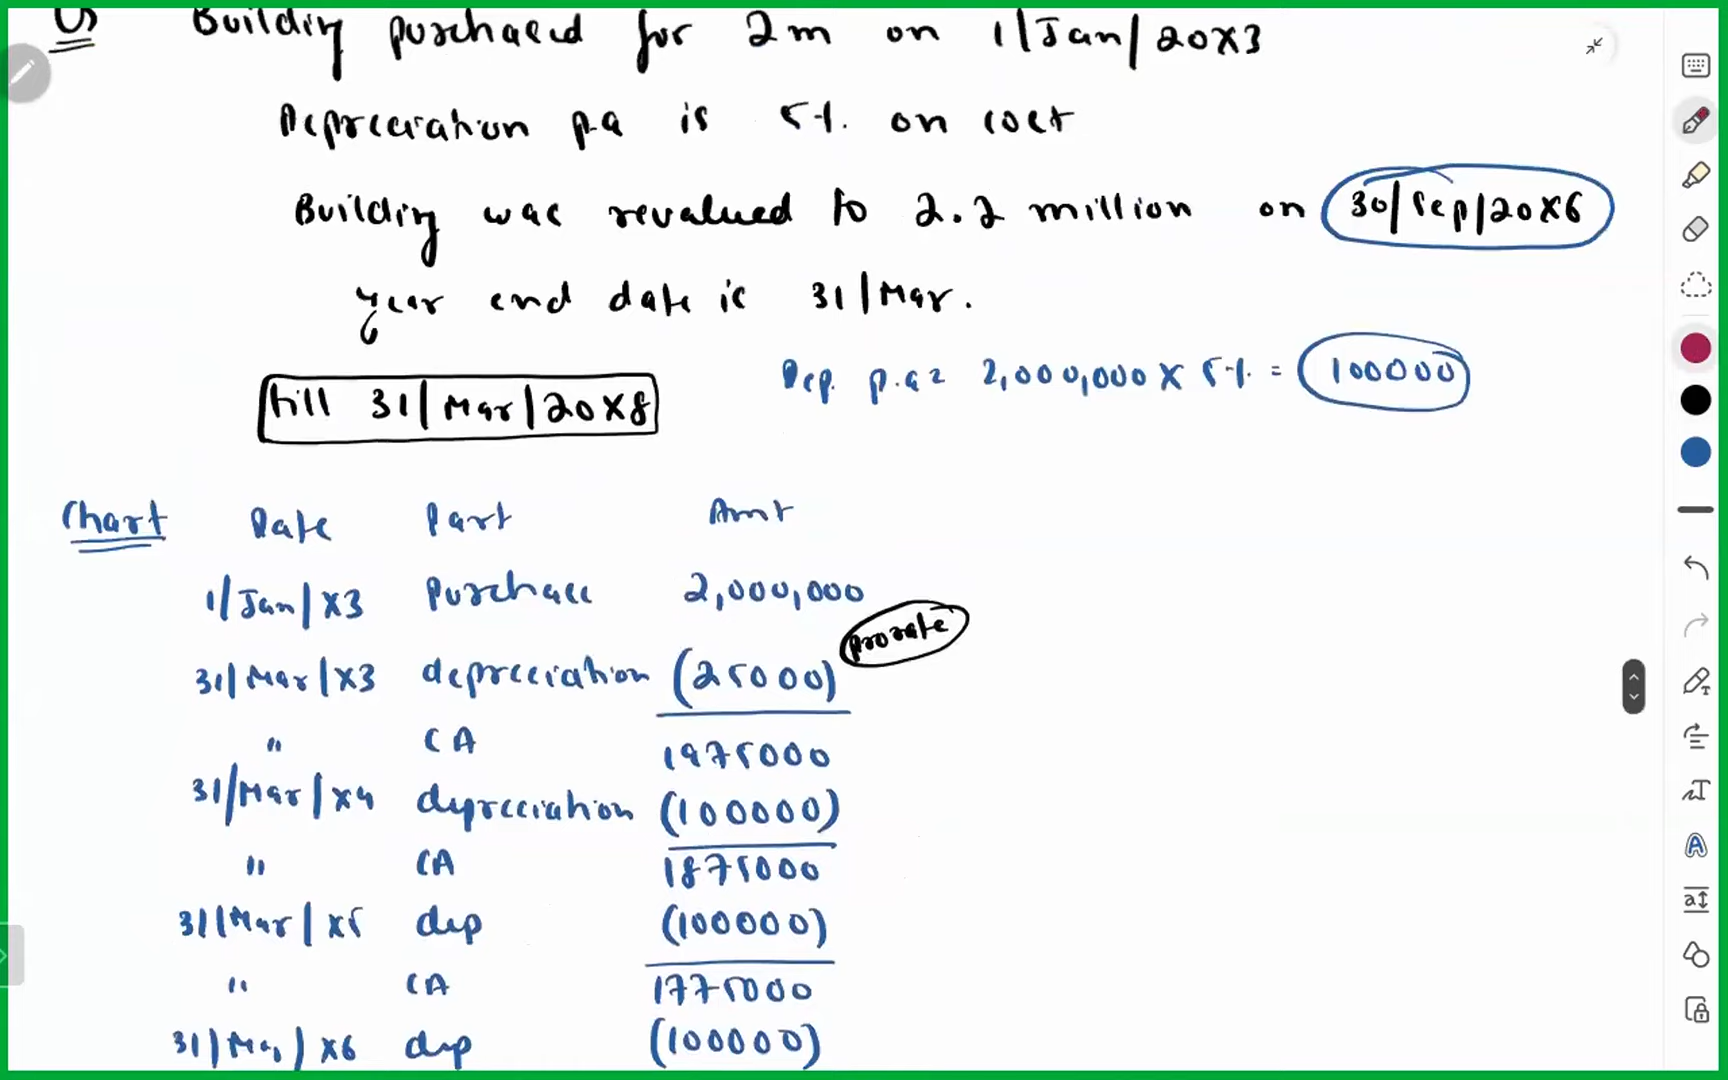 Q
Building purchased for 2m on 1/Jan/20X3
Depreciation p.a is 5%. on cost
Building was revalued to 2.2 million on 30/Sep/20X6
year end date is 31/Mar.
till 31/Mar/20X8
Dep. p.a = 2,000,000 X 5%. = 100000
Chart Date Part Amt
1/Jan/X3 Purchase 2,000,000
31/Mar/X3 depreciation (25000) prorate
" CA 1975000
31/Mar/X4 depreciation (100000)
" CA 1875000
31/Mar/X5 dep (100000)
" CA 1775000
31/Mar/X6 dep (100000)